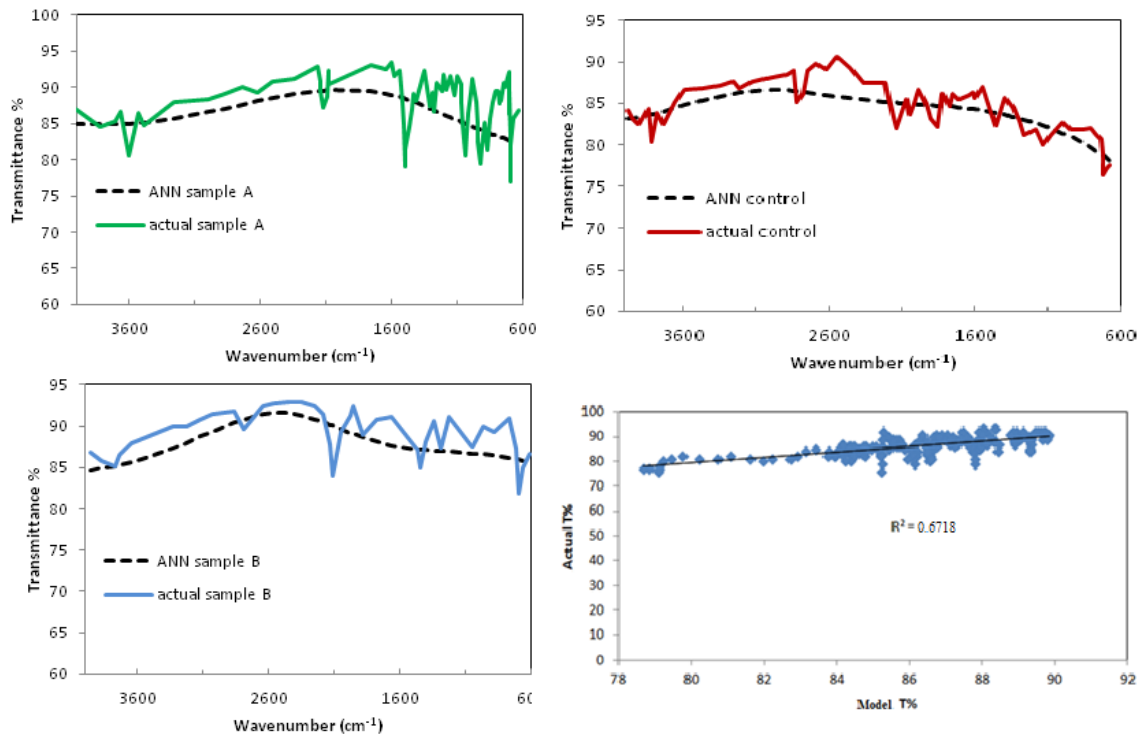 100
95
90
85
80
75
70
65
60
Transmittance %
ANN sample A
actual sample A
3600 2600 1600 600
Wavenumber (cm-1)
95
90
85
80
75
70
65
60
Transmittance %
ANN control
actual control
3600 2600 1600 600
Wavenumber (cm-1)
95
90
85
80
75
70
65
60
Transmittance %
ANN sample B
actual sample B
3600 2600 1600 60
Wavenumber (cm-1)
100
90
80
70
60
50
40
30
20
10
0
Actual T%
R² = 0.6718
78 80 82 84 86 88 90 92
Model T%